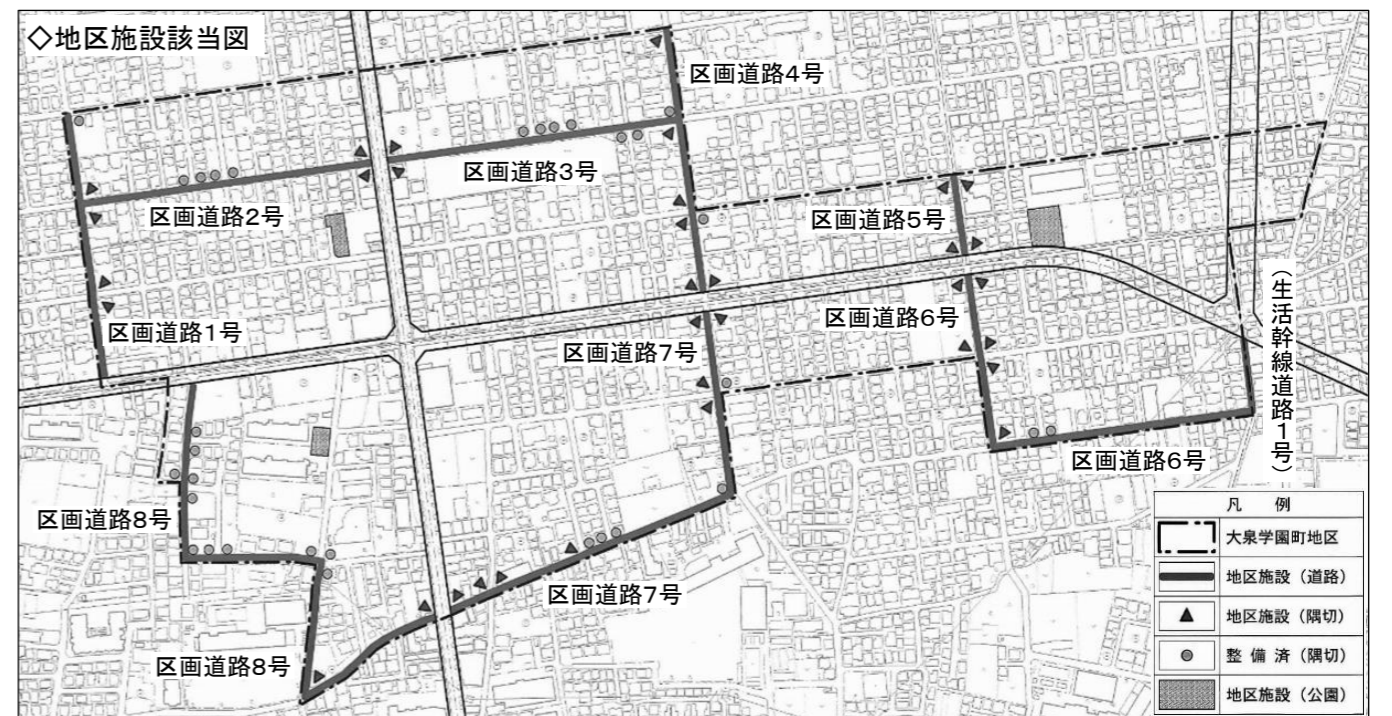 ◇地区施設該当図
区画道路4号
区画道路3号
区画道路2号
区画道路5号
区画道路1号
区画道路6号
区画道路7号
（生活幹線道路1号）
区画道路6号
区画道路8号
区画道路7号
区画道路8号
凡 例
大泉学園町地区
地区施設（道路）
地区施設（隅切）
整 備 済（隅切）
地区施設（公園）